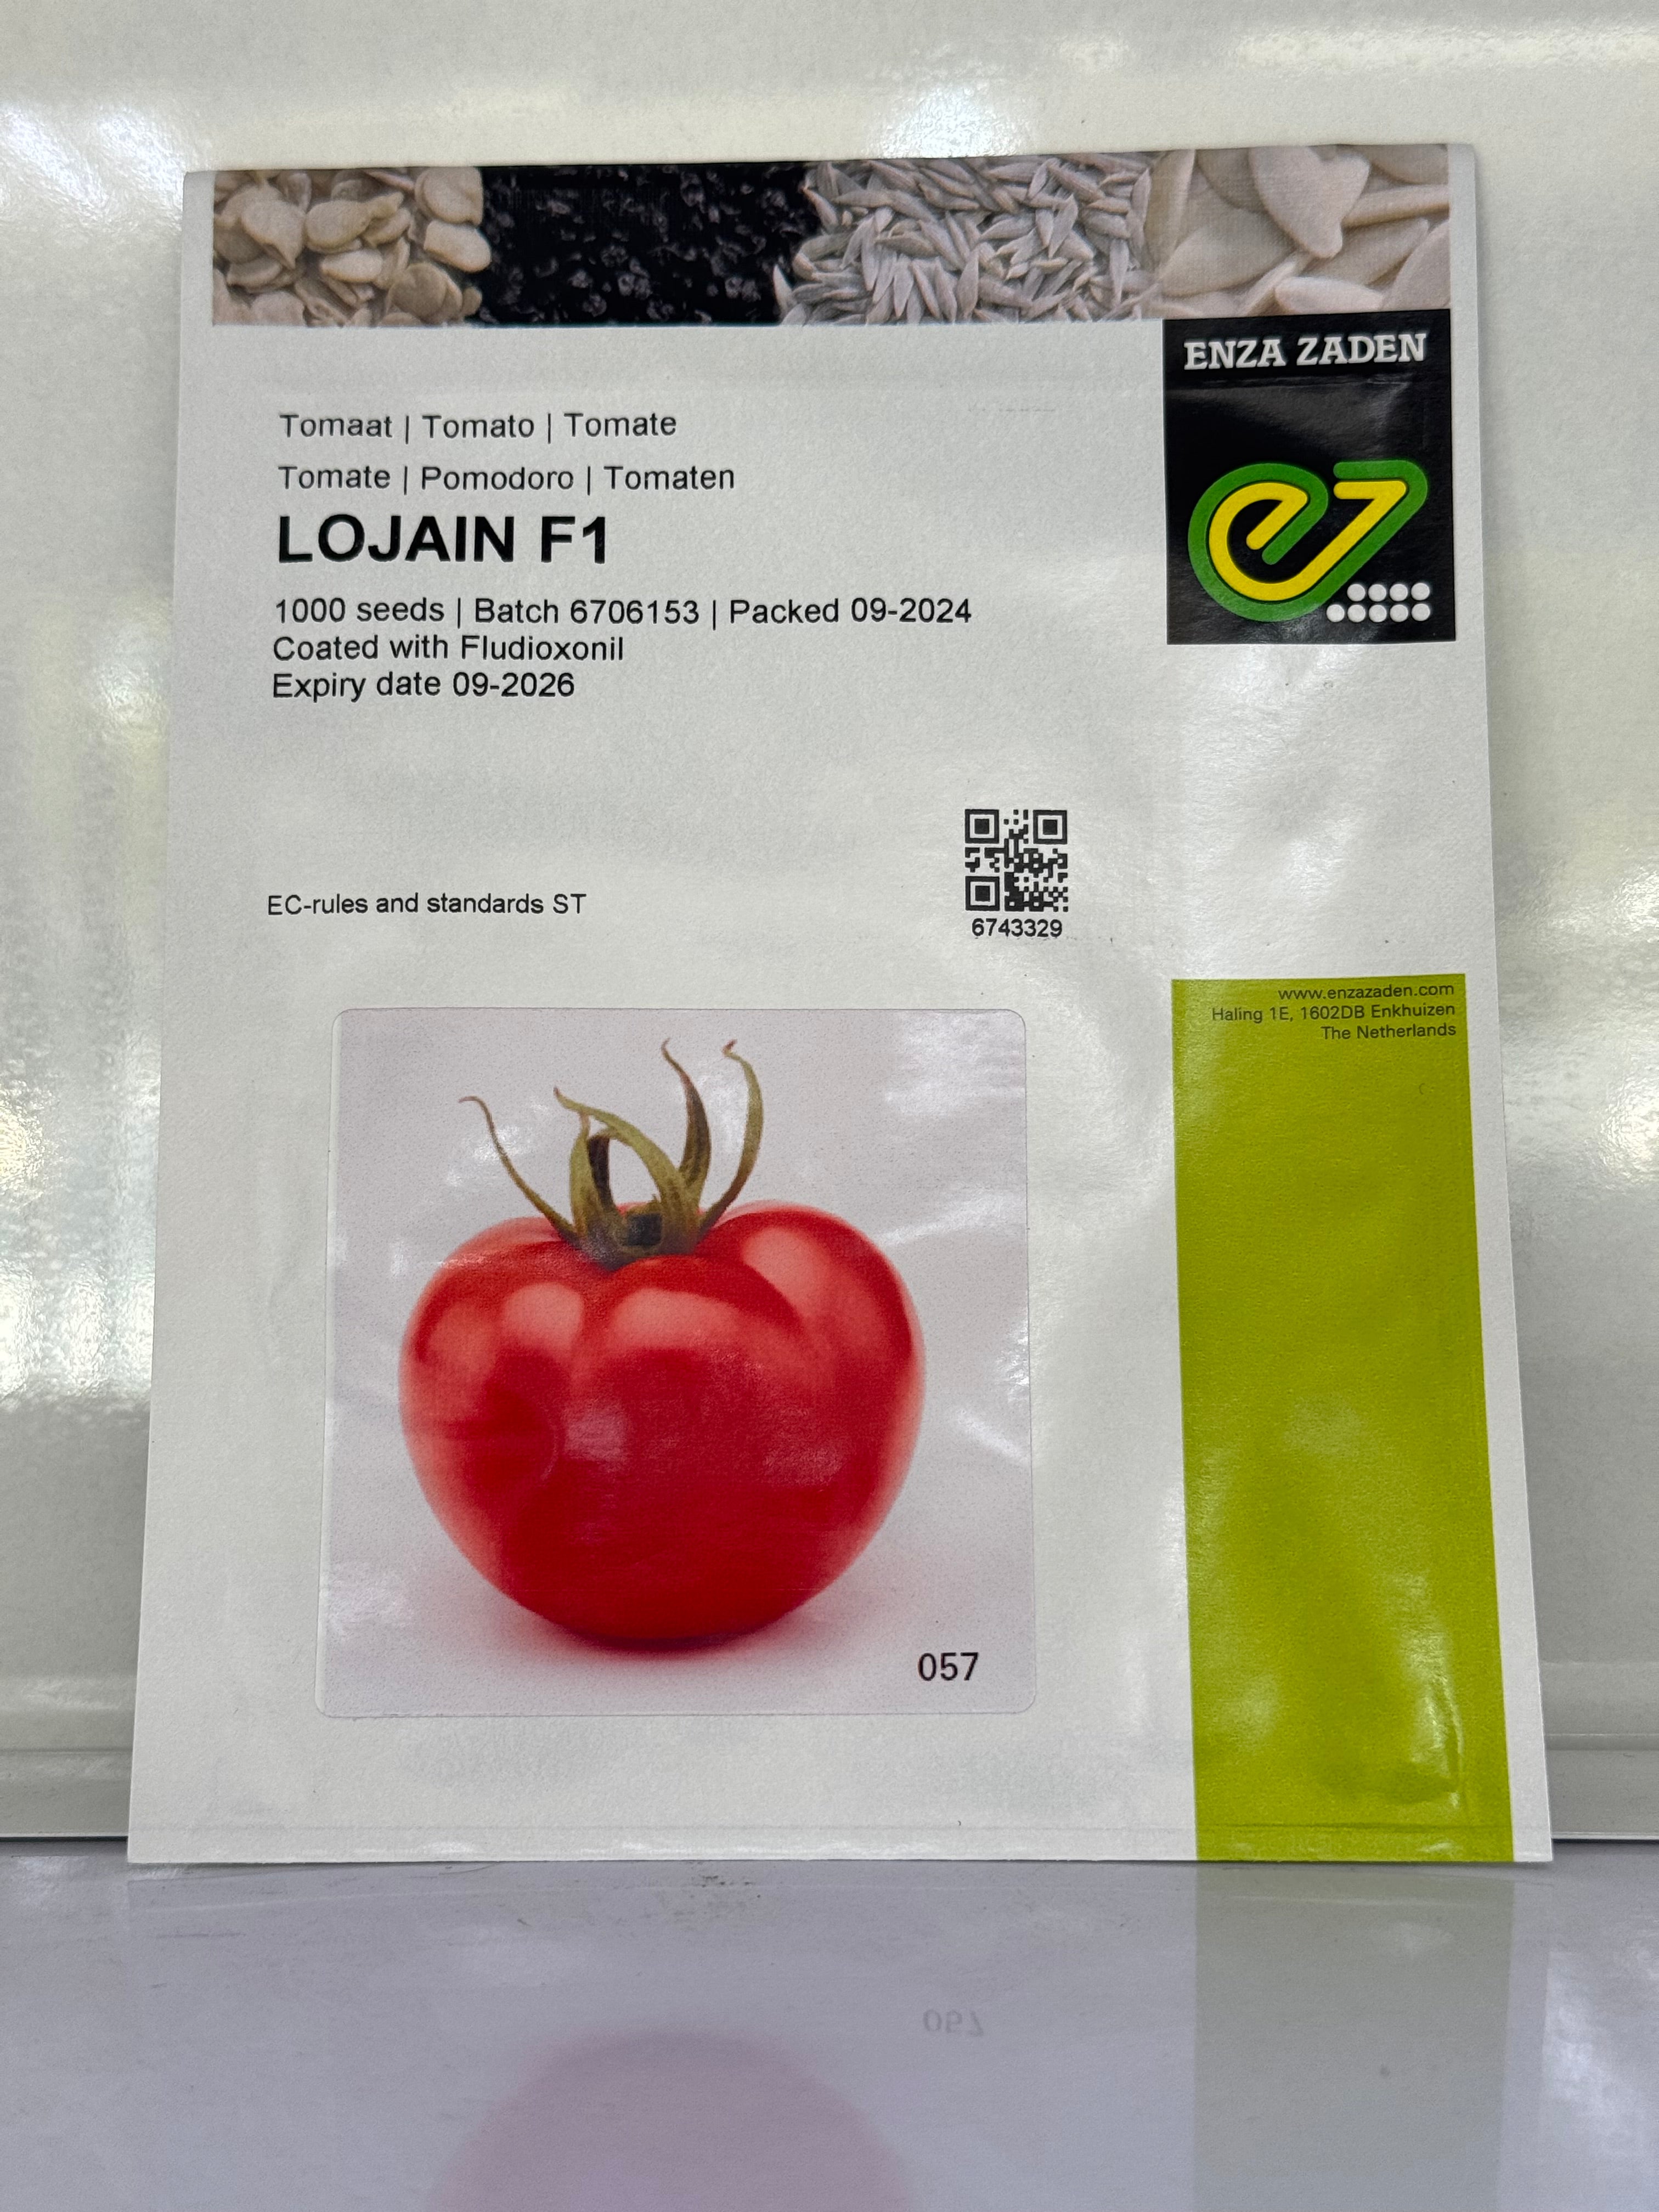 ENZA ZADEN
Tomaat | Tomato | Tomate
Tomate | Pomodoro | Tomaten
LOJAIN F1
1000 seeds | Batch 6706153 | Packed 09-2024
Coated with Fludioxonil
Expiry date 09-2026
EC-rules and standards ST
6743329
www.enzazaden.com
Haling 1E, 1602DB Enkhuizen
The Netherlands
057